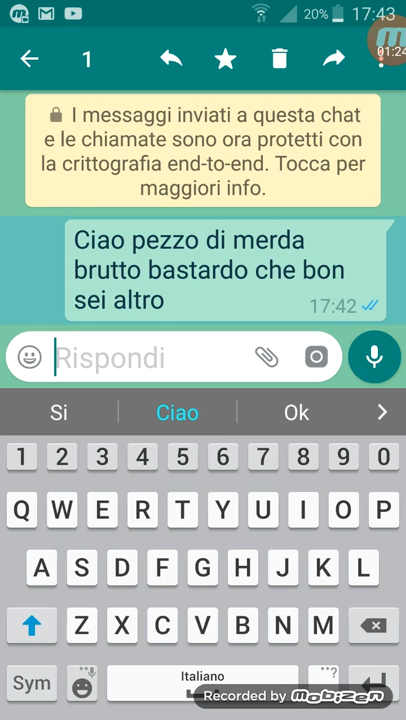 20% 17:43
1
01:24
I messaggi inviati a questa chat
e le chiamate sono ora protetti con
la crittografia end-to-end. Tocca per
maggiori info.
Ciao pezzo di merda
brutto bastardo che bon
sei altro
17:42
Rispondi
Si Ciao Ok
1 2 3 4 5 6 7 8 9 0
Q W E R T Y U I O P
A S D F G H J K L
Z X C V B N M
Sym Italiano ?
Recorded by mobizen